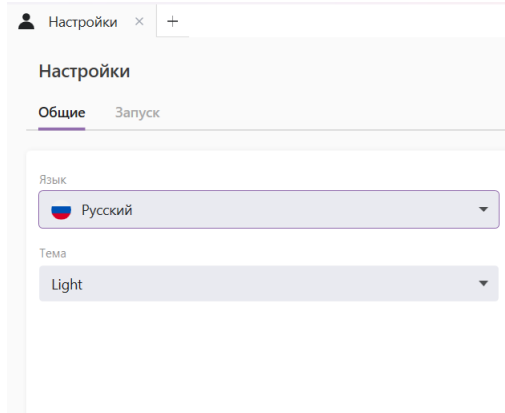 Настройки
Настройки
Общие Запуск
Язык
Русский
Тема
Light